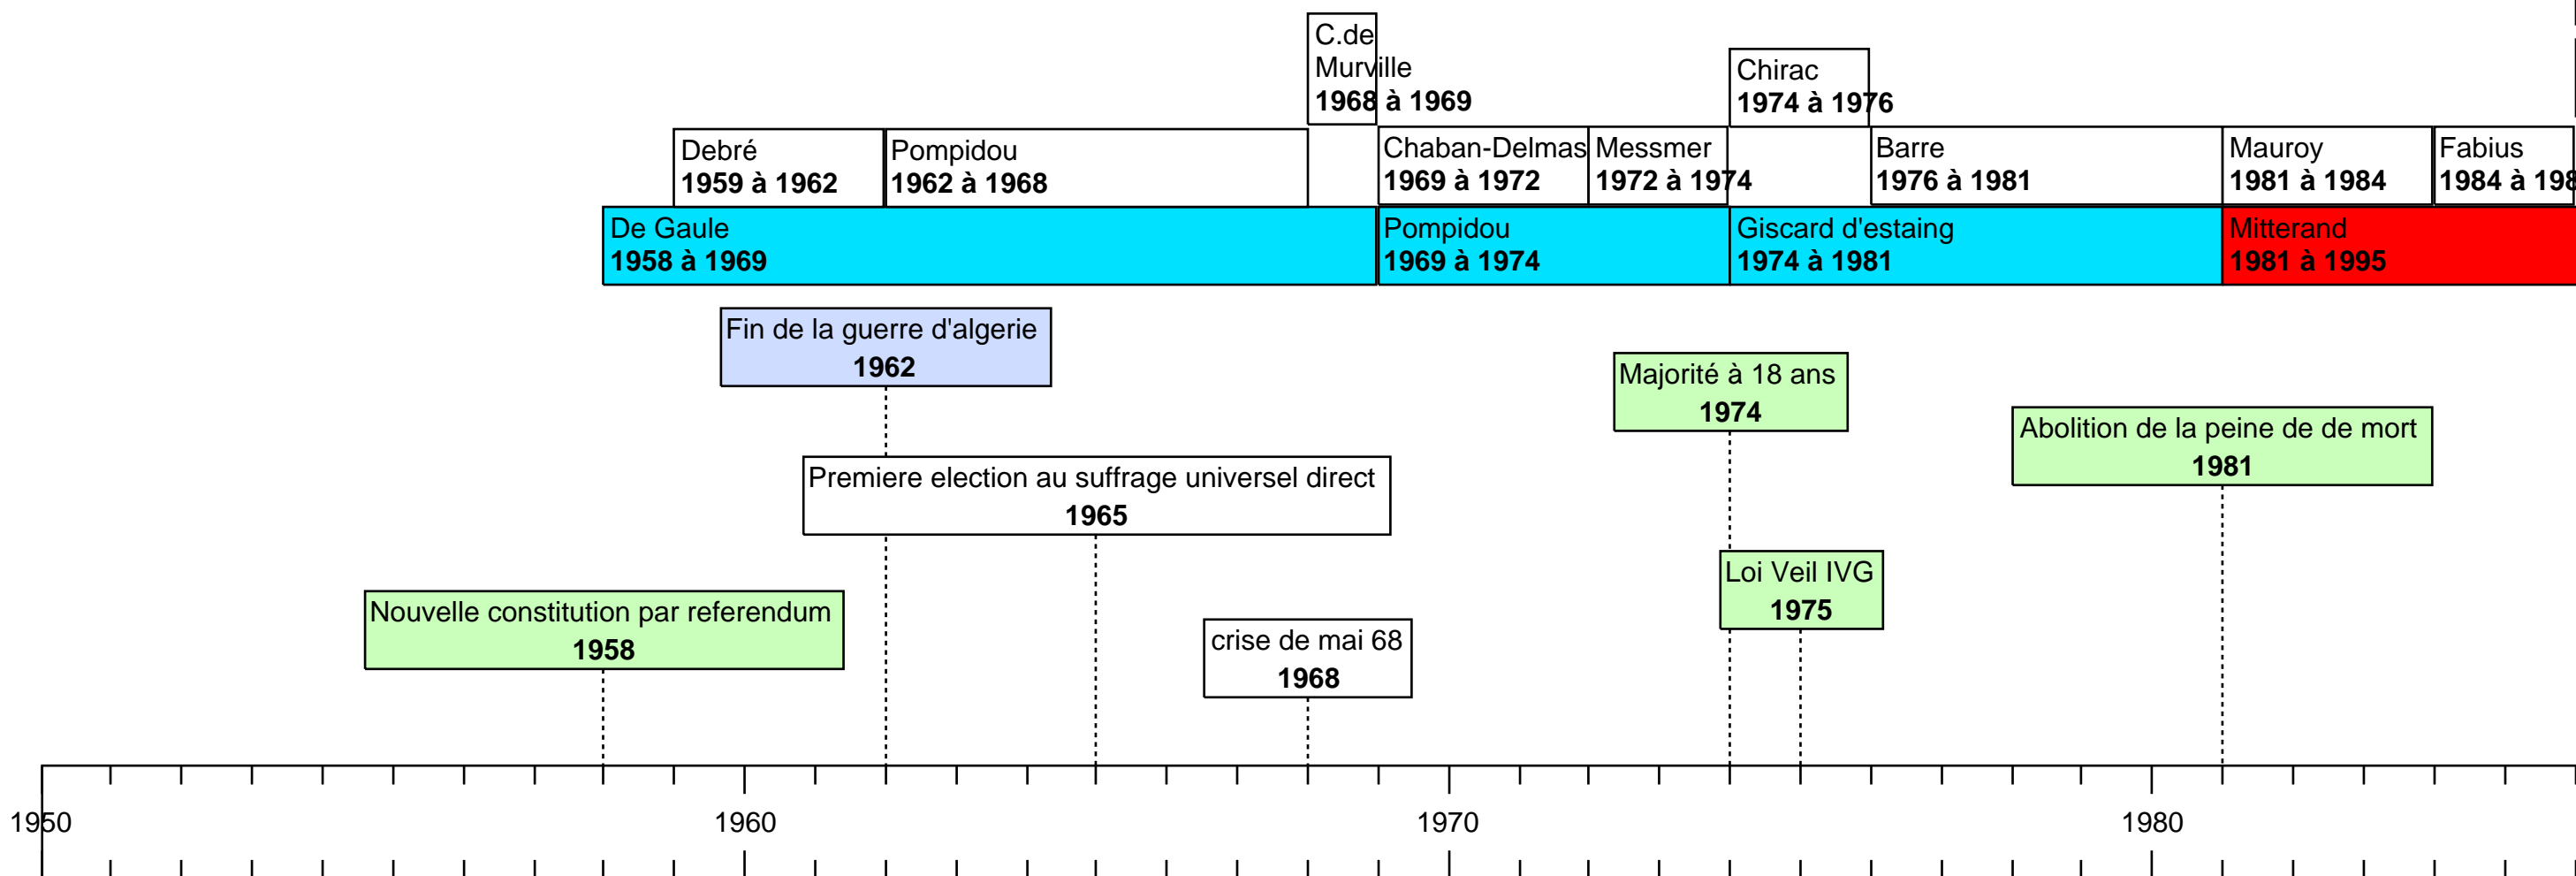 C.de
Murville
1968 à 1969
Chirac
1974 à 1976
Debré
1959 à 1962
Pompidou
1962 à 1968
Chaban-Delmas
1969 à 1972
Messmer
1972 à 1974
Barre
1976 à 1981
Mauroy
1981 à 1984
Fabius
1984 à 198
De Gaule
1958 à 1969
Pompidou
1969 à 1974
Giscard d'estaing
1974 à 1981
Mitterand
1981 à 1995
Fin de la guerre d'algerie
1962
Majorité à 18 ans
1974
Abolition de la peine de de mort
1981
Premiere election au suffrage universel direct
1965
Loi Veil IVG
1975
Nouvelle constitution par referendum
1958
crise de mai 68
1968
1950
1960
1970
1980